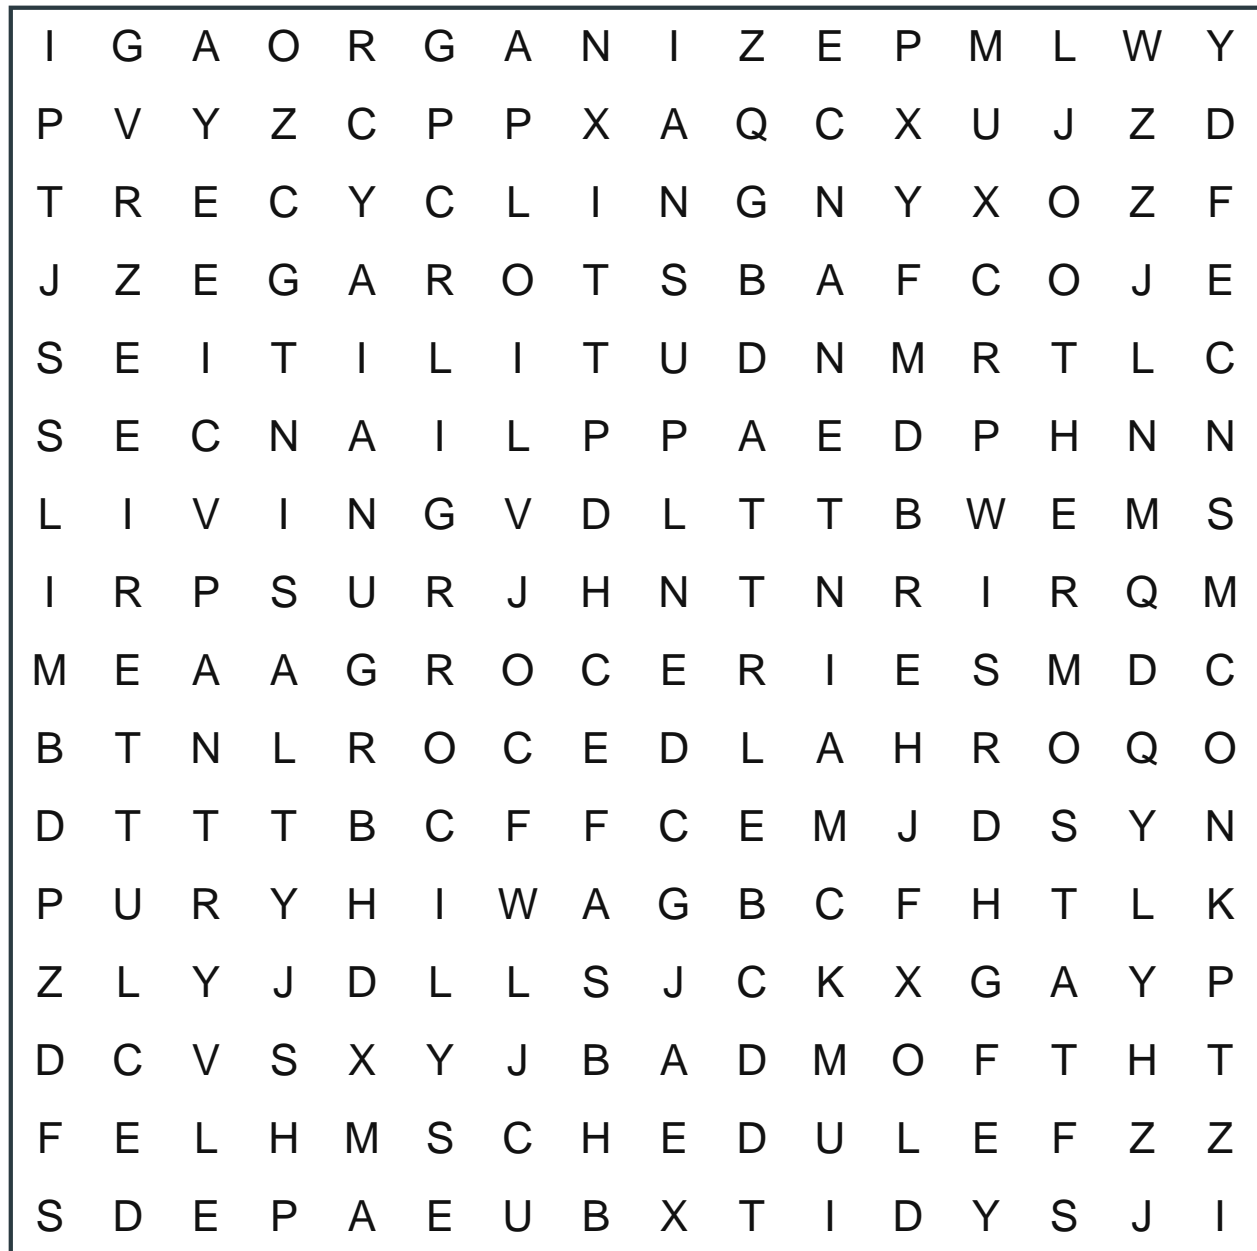 I G A O R G A N I Z E P M L W Y
P V Y Z C P P X A Q C X U J Z D
T R E C Y C L I N G N Y X O Z F
J Z E G A R O T S B A F C O J E
S E I T I L I T U D N M R T L C
S E C N A I L P P A E D P H N N
L I V I N G V D L T T B W E M S
I R P S U R J H N T N R I R Q M
M E A A G R O C E R I E S M D C
B T N L R O C E D L A H R O Q O
D T T T B C F F C E M J D S Y N
P U R Y H I W A G B C F H T L K
Z L Y J D L L S J C K X G A Y P
D C V S X Y J B A D M O F T H T
F E L H M S C H E D U L E F Z Z
S D E P A E U B X T I D Y S J I